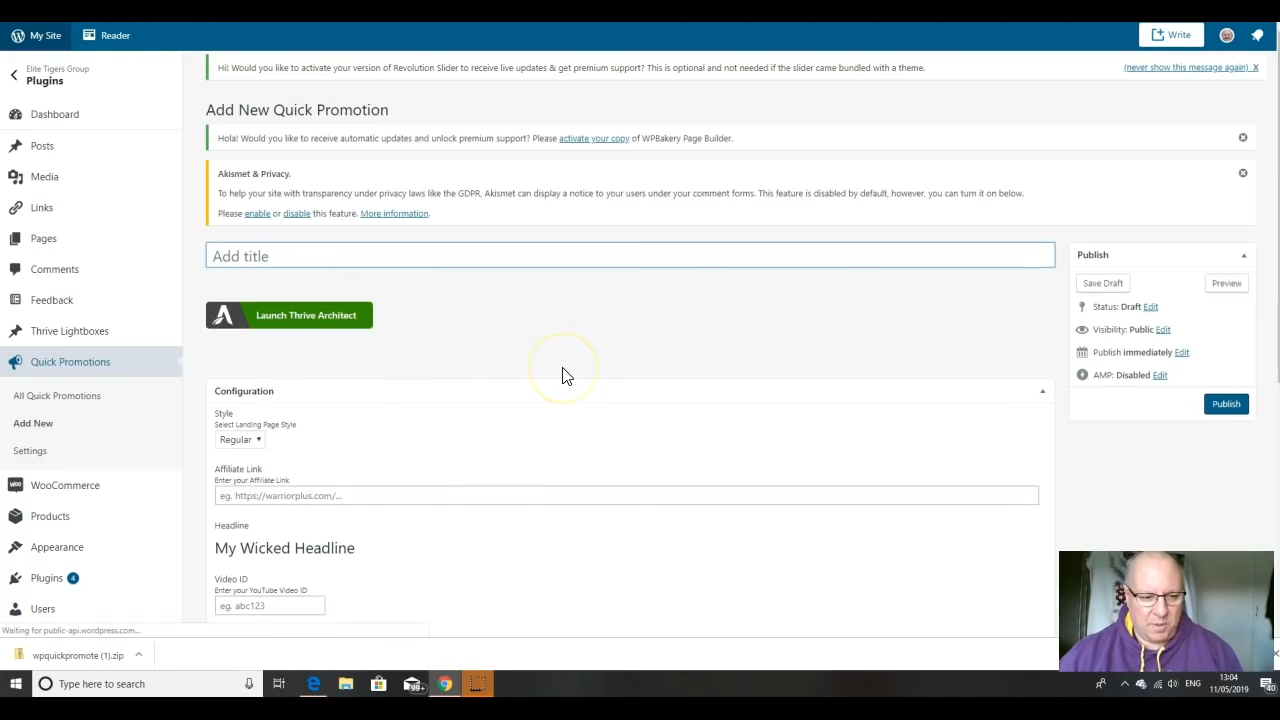 My Site
Reader
Write
Elite Tigers Group
Plugins
Dashboard
Posts
Media
Links
Pages
Comments
Feedback
Thrive Lightboxes
Quick Promotions
All Quick Promotions
Add New
Settings
WooCommerce
Products
Appearance
Plugins 4
Users
Hi! Would you like to activate your version of Revolution Slider to receive live updates & get premium support? This is optional and not needed if the slider came bundled with a theme.
(never show this message again) X
Add New Quick Promotion
Hola! Would you like to receive automatic updates and unlock premium support? Please activate your copy of WPBakery Page Builder.
Akismet & Privacy.
To help your site with transparency under privacy laws like the GDPR, Akismet can display a notice to your users under your comment forms. This feature is disabled by default, however, you can turn it on below.
Please enable or disable this feature. More information.
Add title
Launch Thrive Architect
Configuration
Style
Select Landing Page Style
Regular
Affiliate Link
Enter your Affiliate Link
eg. https://warriorplus.com/...
Headline
My Wicked Headline
Video ID
Enter your YouTube Video ID
eg. abc123
Publish
Save Draft
Preview
Status: Draft Edit
Visibility: Public Edit
Publish immediately Edit
AMP: Disabled Edit
Publish
Waiting for public-api.wordpress.com...
wpquickpromote (1).zip
Type here to search
99+
ENG
13:04
11/05/2019
40